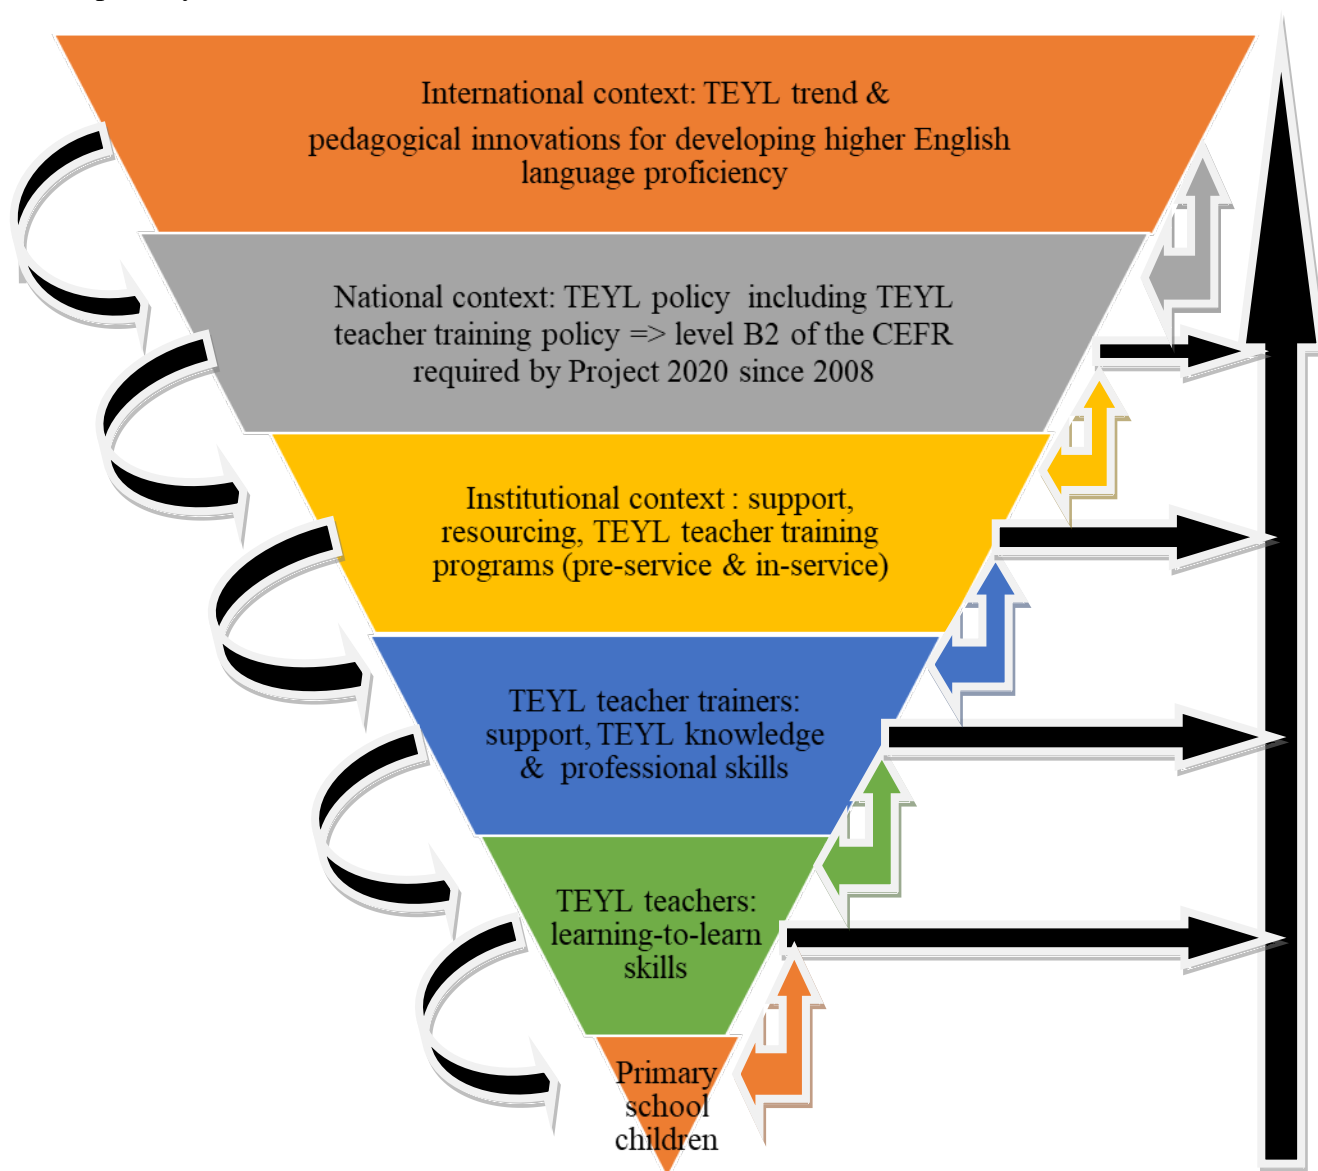 International context: TEYL trend &
pedagogical innovations for developing higher English
language proficiency
National context: TEYL policy including TEYL
teacher training policy => level B2 of the CEFR
required by Project 2020 since 2008
Institutional context : support,
resourcing, TEYL teacher training
programs (pre-service & in-service)
TEYL teacher trainers:
support, TEYL knowledge
& professional skills
TEYL teachers:
learning-to-learn
skills
Primary
school
children